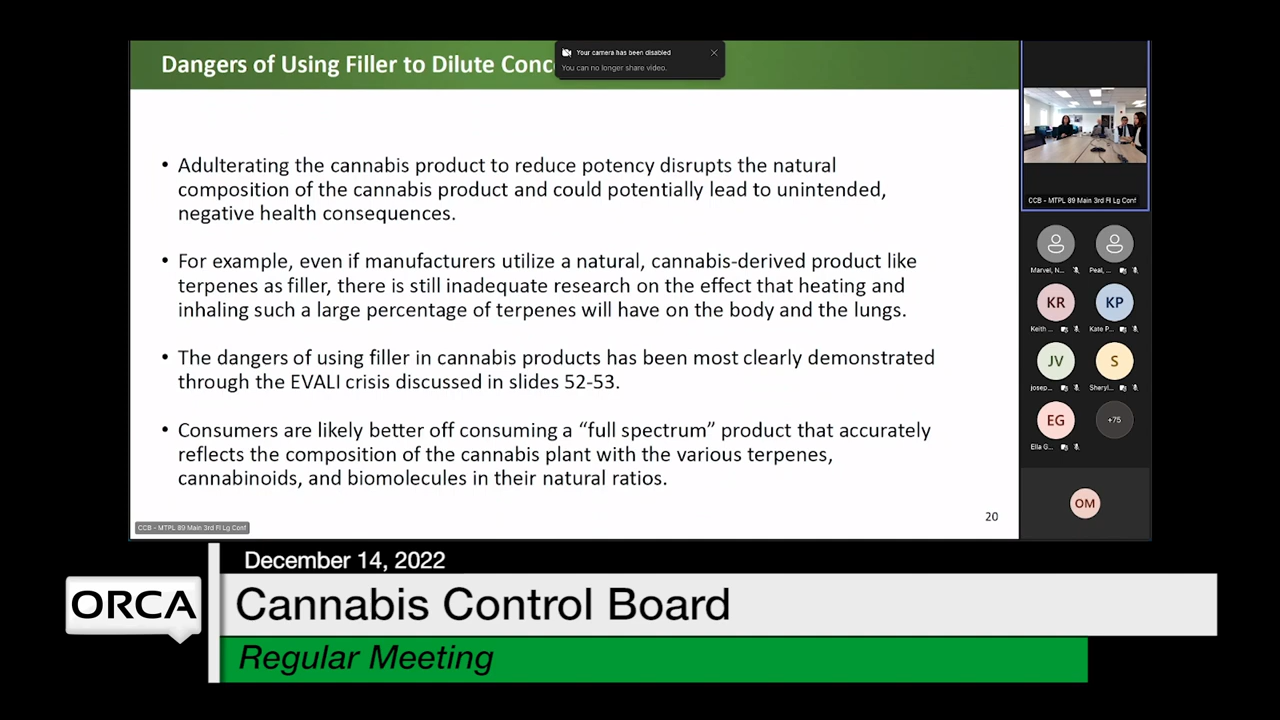 Dangers of Using Filler to Dilute Conc
Your camera has been disabled
You can no longer share video.
• Adulterating the cannabis product to reduce potency disrupts the natural
composition of the cannabis product and could potentially lead to unintended,
negative health consequences.
• For example, even if manufacturers utilize a natural, cannabis-derived product like
terpenes as filler, there is still inadequate research on the effect that heating and
inhaling such a large percentage of terpenes will have on the body and the lungs.
• The dangers of using filler in cannabis products has been most clearly demonstrated
through the EVALI crisis discussed in slides 52-53.
• Consumers are likely better off consuming a “full spectrum” product that accurately
reflects the composition of the cannabis plant with the various terpenes,
cannabinoids, and biomolecules in their natural ratios.
20
CCB - MTPL 89 Main 3rd Fl Lg Conf
CCB - MTPL 89 Main 3rd Fl Lg Conf
Marvel, N...
Peal, ...
KR
KP
Keith ...
Kate P...
JV
S
josep...
Sheryl...
EG
+75
Ella G...
OM
December 14, 2022
ORCA
Cannabis Control Board
Regular Meeting